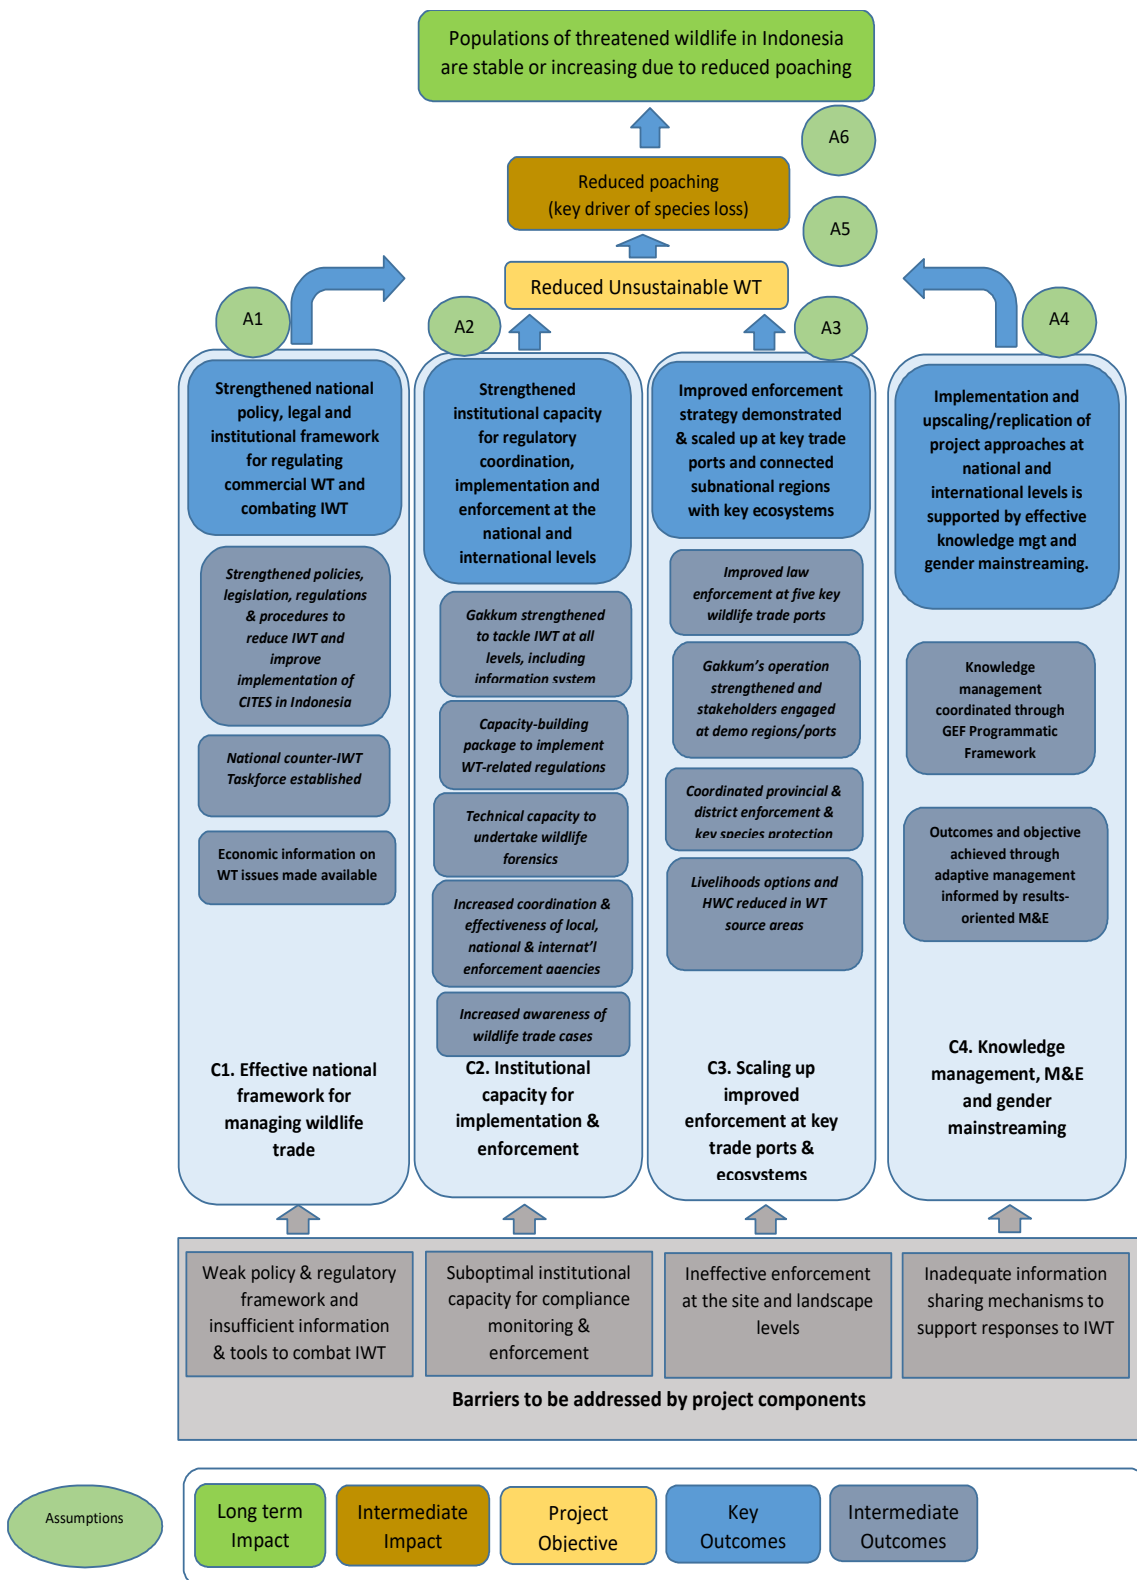 Populations of threatened wildlife in Indonesia
are stable or increasing due to reduced poaching
A6
Reduced poaching
(key driver of species loss)
A5
Reduced Unsustainable WT
A1
A2
A3
A4
Strengthened national
policy, legal and
institutional framework
for regulating
commercial WT and
combating IWT
Strengthened policies,
legislation, regulations
& procedures to
reduce IWT and
improve
implementation of
CITES in Indonesia
National counter-IWT
Taskforce established
Economic information on
WT issues made available
C1. Effective national
framework for
managing wildlife
trade
Strengthened
institutional capacity
for regulatory
coordination,
implementation and
enforcement at the
national and
international levels
Gakkum strengthened
to tackle IWT at all
levels, including
information system
Capacity-building
package to implement
WT-related regulations
Technical capacity to
undertake wildlife
forensics
Increased coordination &
effectiveness of local,
national & internat'l
enforcement agencies
Increased awareness of
wildlife trade cases
C2. Institutional
capacity for
implementation &
enforcement
Improved enforcement
strategy demonstrated
& scaled up at key trade
ports and connected
subnational regions
with key ecosystems
Improved law
enforcement at five key
wildlife trade ports
Gakkum's operation
strengthened and
stakeholders engaged
at demo regions/ports
Coordinated provincial &
district enforcement &
key species protection
Livelihoods options and
HWC reduced in WT
source areas
C3. Scaling up
improved
enforcement at key
trade ports &
ecosystems
Implementation and
upscaling/replication of
project approaches at
national and
international levels is
supported by effective
knowledge mgt and
gender mainstreaming.
Knowledge
management
coordinated through
GEF Programmatic
Framework
Outcomes and objective
achieved through
adaptive management
informed by results-
oriented M&E
C4. Knowledge
management, M&E
and gender
mainstreaming
Weak policy & regulatory
framework and
insufficient information
& tools to combat IWT
Suboptimal institutional
capacity for compliance
monitoring &
enforcement
Ineffective enforcement
at the site and landscape
levels
Inadequate information
sharing mechanisms to
support responses to IWT
Barriers to be addressed by project components
Assumptions
Long term
Impact
Intermediate
Impact
Project
Objective
Key
Outcomes
Intermediate
Outcomes